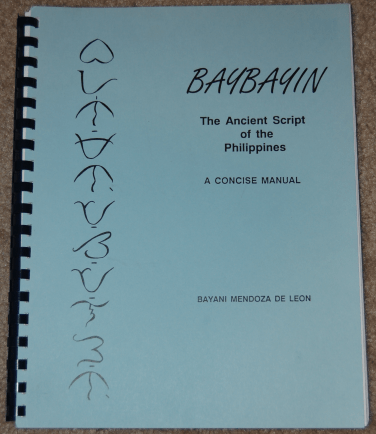 BAYBAYIN
The Ancient Script
of the
Philippines
A CONCISE MANUAL
BAYANI MENDOZA DE LEON